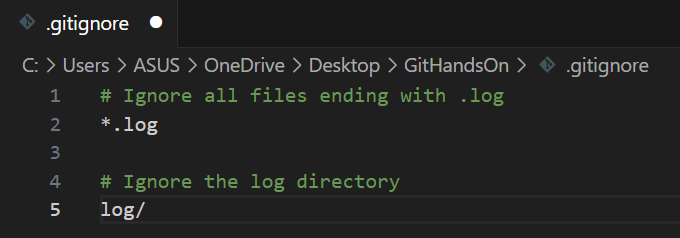 .gitignore
C: > Users > ASUS > OneDrive > Desktop > GitHandsOn > .gitignore
1 # Ignore all files ending with .log
2 *.log
3
4 # Ignore the log directory
5 log/